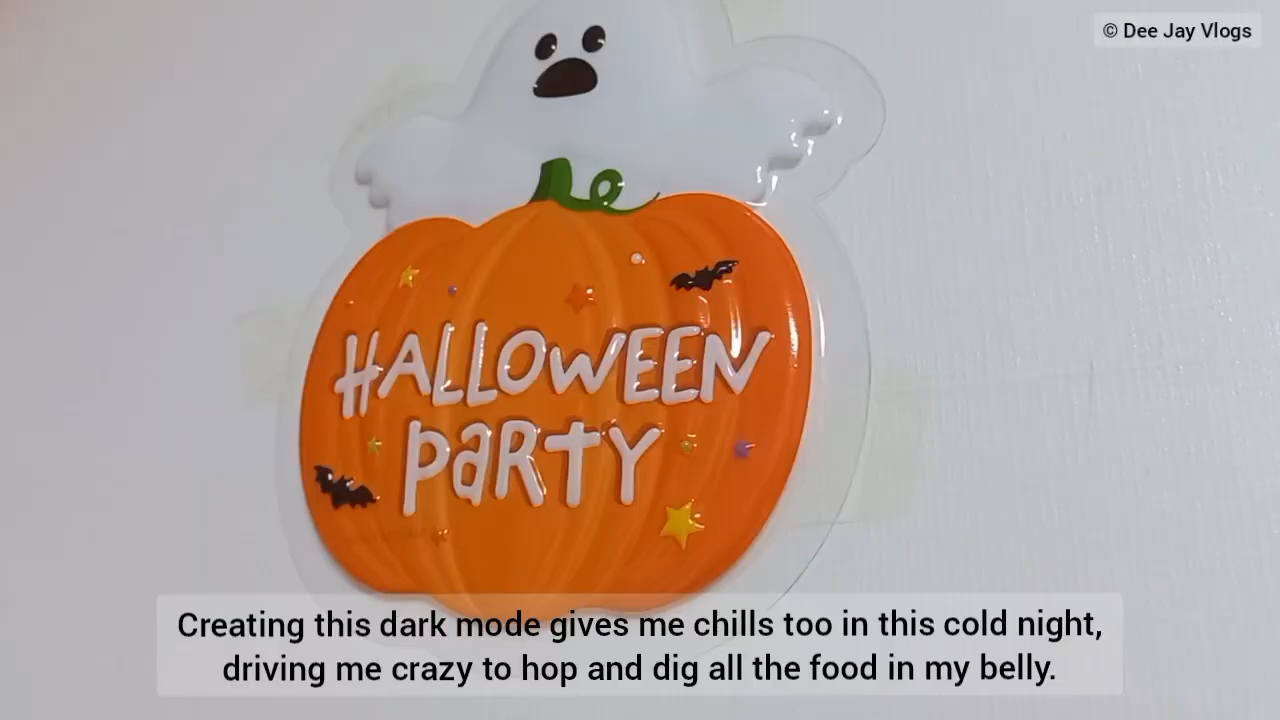 © Dee Jay Vlogs
HALLOWEEN
PaRTY
Creating this dark mode gives me chills too in this cold night,
driving me crazy to hop and dig all the food in my belly.